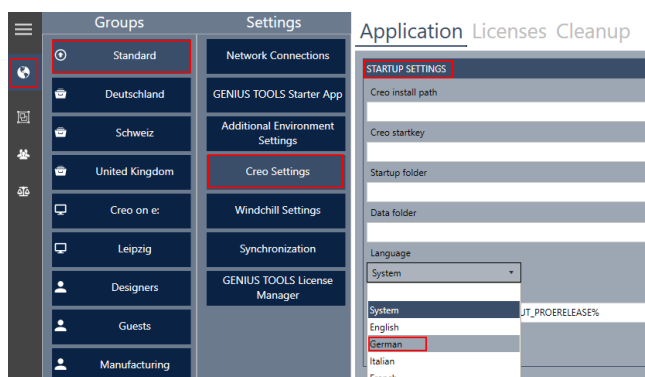 Groups
Standard
Deutschland
Schweiz
United Kingdom
Creo on e:
Leipzig
Designers
Guests
Manufacturing
Settings
Network Connections
GENIUS TOOLS Starter App
Additional Environment
Settings
Creo Settings
Windchill Settings
Synchronization
GENIUS TOOLS License
Manager
Application Licenses Cleanup
STARTUP SETTINGS
Creo install path
Creo startkey
Startup folder
Data folder
Language
System
System
UT_PROERELEASE%
English
German
Italian